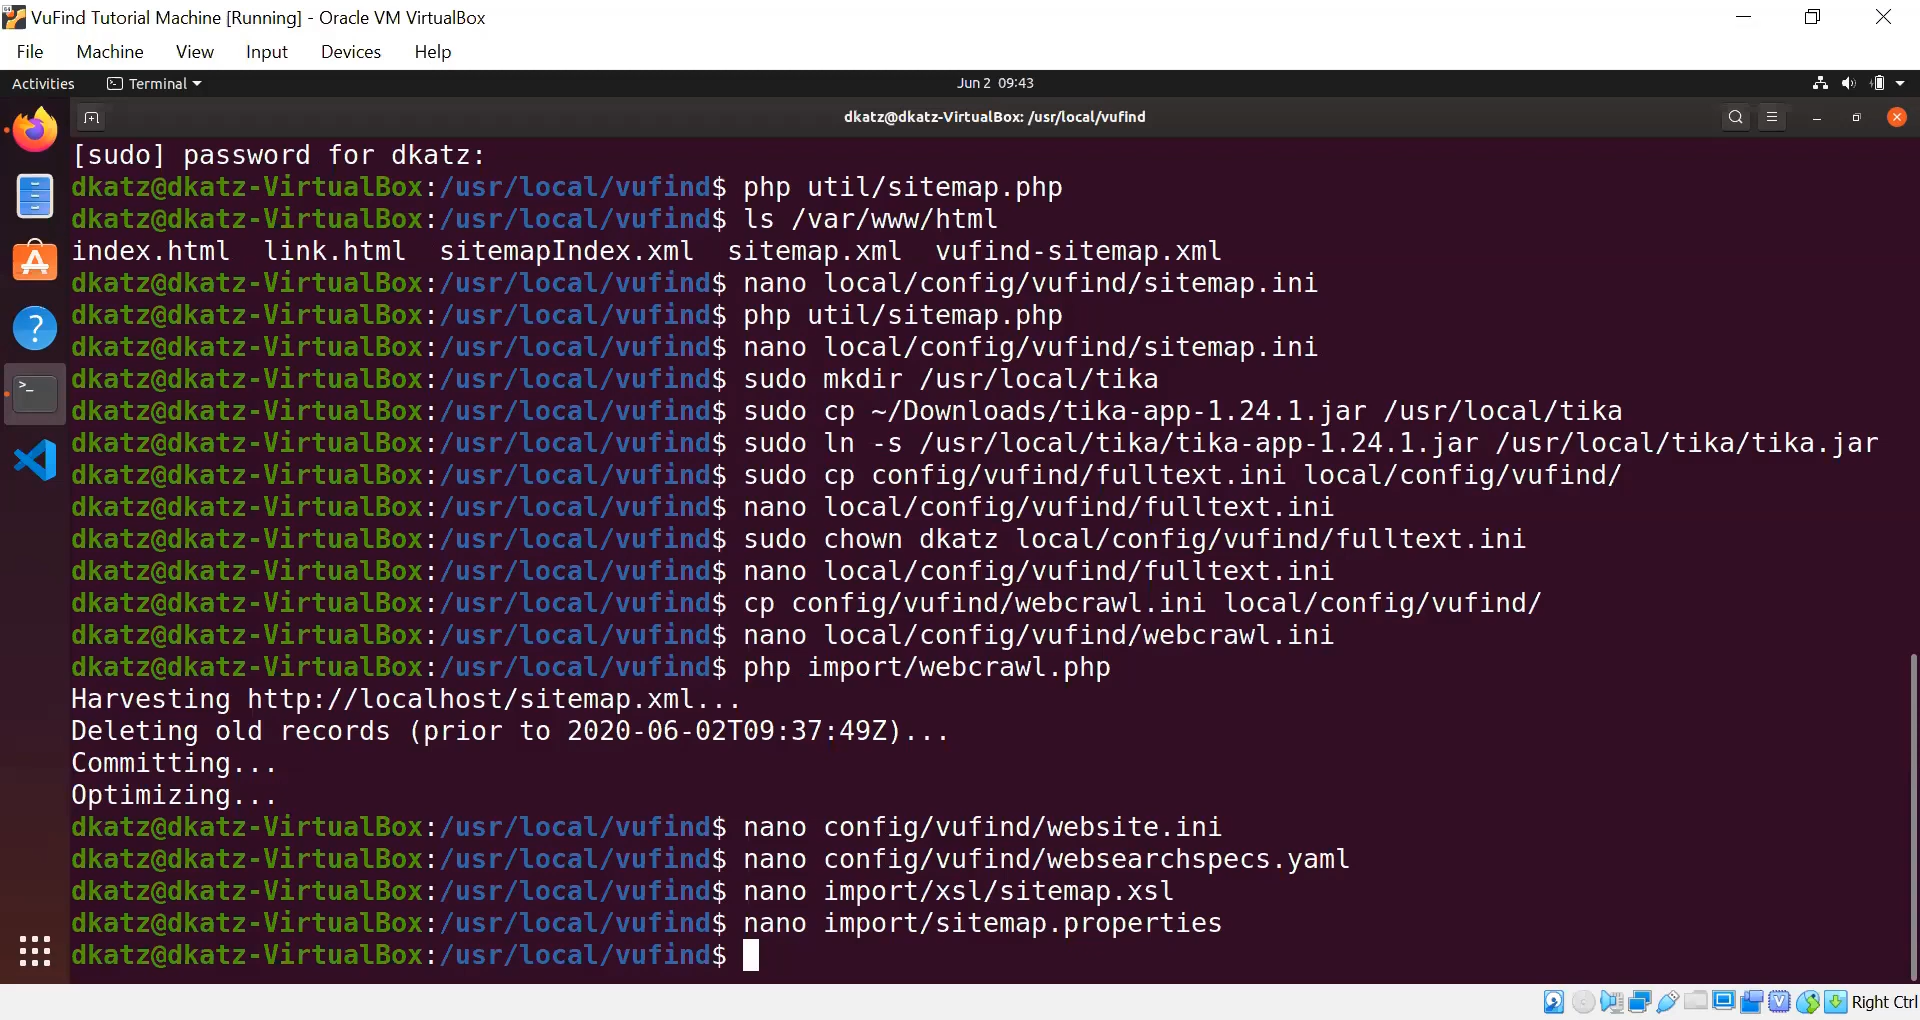 VuFind Tutorial Machine [Running] - Oracle VM VirtualBox
File Machine View Input Devices Help
Activities Terminal Jun 2 09:43
dkatz@dkatz-VirtualBox: /usr/local/vufind
[sudo] password for dkatz:
dkatz@dkatz-VirtualBox:/usr/local/vufind$ php util/sitemap.php
dkatz@dkatz-VirtualBox:/usr/local/vufind$ ls /var/www/html
index.html link.html sitemapIndex.xml sitemap.xml vufind-sitemap.xml
dkatz@dkatz-VirtualBox:/usr/local/vufind$ nano local/config/vufind/sitemap.ini
dkatz@dkatz-VirtualBox:/usr/local/vufind$ php util/sitemap.php
dkatz@dkatz-VirtualBox:/usr/local/vufind$ nano local/config/vufind/sitemap.ini
dkatz@dkatz-VirtualBox:/usr/local/vufind$ sudo mkdir /usr/local/tika
dkatz@dkatz-VirtualBox:/usr/local/vufind$ sudo cp ~/Downloads/tika-app-1.24.1.jar /usr/local/tika
dkatz@dkatz-VirtualBox:/usr/local/vufind$ sudo ln -s /usr/local/tika/tika-app-1.24.1.jar /usr/local/tika/tika.jar
dkatz@dkatz-VirtualBox:/usr/local/vufind$ sudo cp config/vufind/fulltext.ini local/config/vufind/
dkatz@dkatz-VirtualBox:/usr/local/vufind$ nano local/config/vufind/fulltext.ini
dkatz@dkatz-VirtualBox:/usr/local/vufind$ sudo chown dkatz local/config/vufind/fulltext.ini
dkatz@dkatz-VirtualBox:/usr/local/vufind$ nano local/config/vufind/fulltext.ini
dkatz@dkatz-VirtualBox:/usr/local/vufind$ cp config/vufind/webcrawl.ini local/config/vufind/
dkatz@dkatz-VirtualBox:/usr/local/vufind$ nano local/config/vufind/webcrawl.ini
dkatz@dkatz-VirtualBox:/usr/local/vufind$ php import/webcrawl.php
Harvesting http://localhost/sitemap.xml...
Deleting old records (prior to 2020-06-02T09:37:49Z)...
Committing...
Optimizing...
dkatz@dkatz-VirtualBox:/usr/local/vufind$ nano config/vufind/website.ini
dkatz@dkatz-VirtualBox:/usr/local/vufind$ nano config/vufind/websearchspecs.yaml
dkatz@dkatz-VirtualBox:/usr/local/vufind$ nano import/xsl/sitemap.xsl
dkatz@dkatz-VirtualBox:/usr/local/vufind$ nano import/sitemap.properties
dkatz@dkatz-VirtualBox:/usr/local/vufind$
Right Ctrl